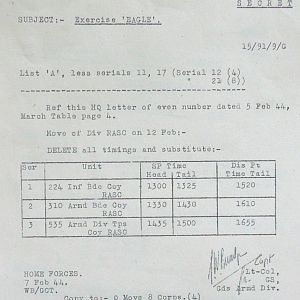 S E C R E T
SUBJECT:- Exercise 'EAGLE'.
15/91/9/G
List 'A', less serials 11, 17 (Serial 12 (4)
21 (8))
Ref this HQ letter of even number dated 5 Feb 44,
March Table page 4.
Move of Div RASC on 12 Feb:-
DELETE all timings and substitute:-
Ser Unit SP Time Dis Pt
Head Tail Time Tail
1 224 Inf Bde Coy 1300 1325 1520
RASC
2 310 Armd Bde Coy 1330 1430 1610
RASC
3 535 Armd Div Tps 1435 1500 1655
Coy RASC
Capt
HOME FORCES. Lt-Col,
7 Feb 44. GS,
WB/GGT. Gds Armd Div.
Copy to:- Q Movs 8 Corps.(4)